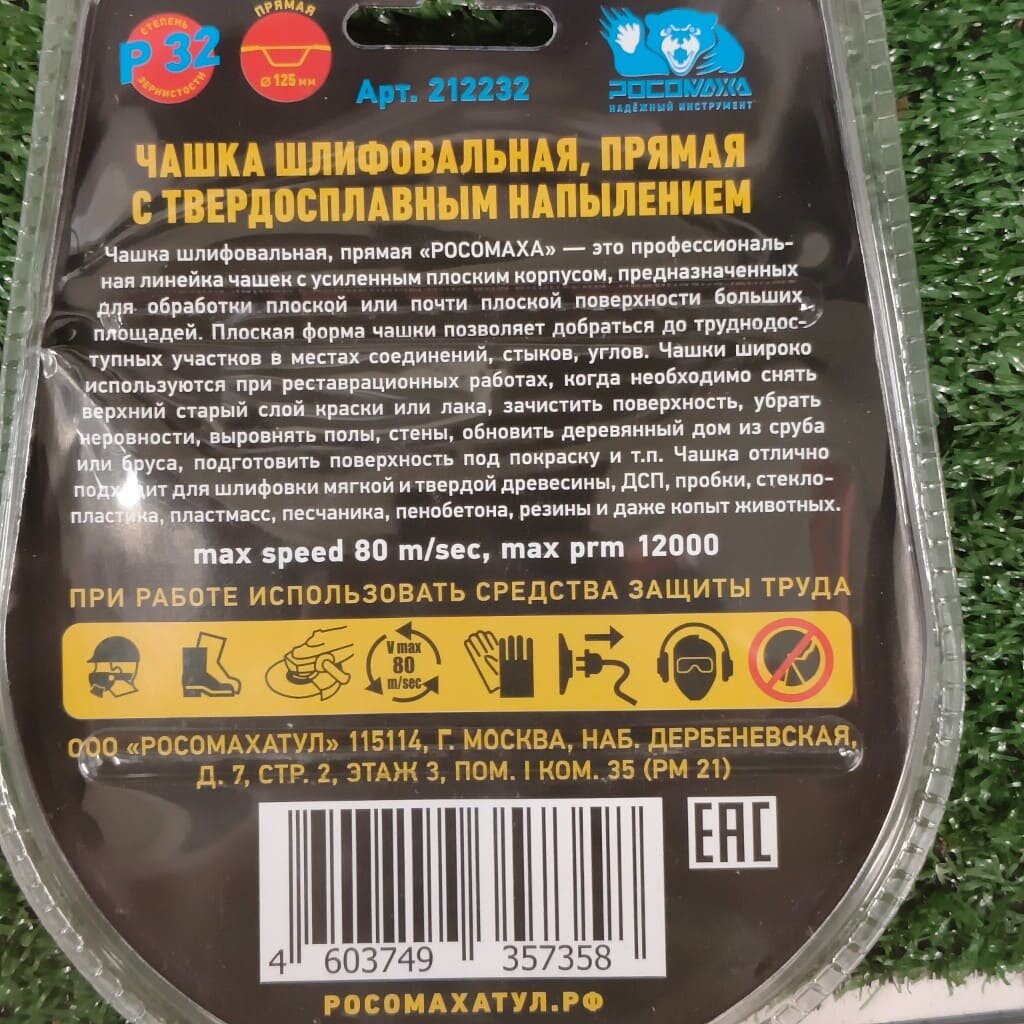 СТЕПЕНЬ
P 32
ЗЕРНИСТОСТИ
ПРЯМАЯ
Ø 125 мм
Арт. 212232
РОСОМАХА
НАДЁЖНЫЙ ИНСТРУМЕНТ
ЧАШКА ШЛИФОВАЛЬНАЯ, ПРЯМАЯ
С ТВЕРДОСПЛАВНЫМ НАПЫЛЕНИЕМ
Чашка шлифовальная, прямая «РОСОМАХА» — это профессиональ-
ная линейка чашек с усиленным плоским корпусом, предназначенных
для обработки плоской или почти плоской поверхности больших
площадей. Плоская форма чашки позволяет добраться до труднодос-
тупных участков в местах соединений, стыков, углов. Чашки широко
используются при реставрационных работах, когда необходимо снять
верхний старый слой краски или лака, зачистить поверхность, убрать
неровности, выровнять полы, стены, обновить деревянный дом из сруба
или бруса, подготовить поверхность под покраску и т.п. Чашка отлично
подходит для шлифовки мягкой и твердой древесины, ДСП, пробки, стекло-
пластика, пластмасс, песчаника, пенобетона, резины и даже копыт животных.
max speed 80 m/sec, max prm 12000
ПРИ РАБОТЕ ИСПОЛЬЗОВАТЬ СРЕДСТВА ЗАЩИТЫ ТРУДА
V max
80
m/sec
ООО «РОСОМАХАТУЛ» 115114, Г. МОСКВА, НАБ. ДЕРБЕНЕВСКАЯ,
Д. 7, СТР. 2, ЭТАЖ 3, ПОМ. I КОМ. 35 (РМ 21)
EAC
4 603749 357358
РОСОМАХАТУЛ.РФ